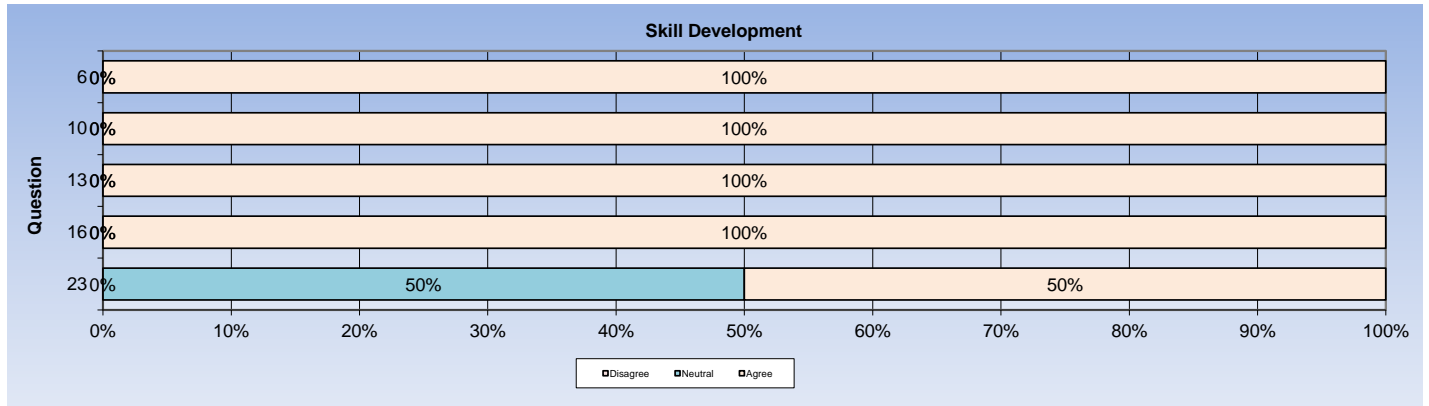 Skill Development
Question
6 0% 100%
10 0% 100%
13 0% 100%
16 0% 100%
23 0% 50% 50%
0% 10% 20% 30% 40% 50% 60% 70% 80% 90% 100%
Disagree Neutral Agree